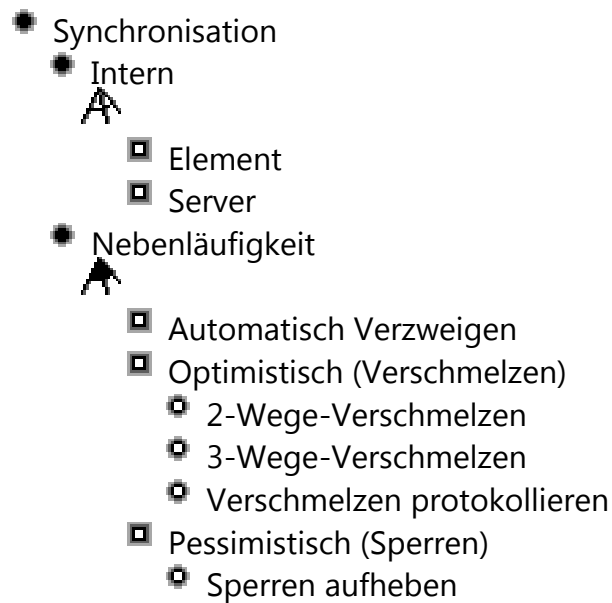 Synchronisation
Intern
Element
Server
Nebenläufigkeit
Automatisch Verzweigen
Optimistisch (Verschmelzen)
2-Wege-Verschmelzen
3-Wege-Verschmelzen
Verschmelzen protokollieren
Pessimistisch (Sperren)
Sperren aufheben